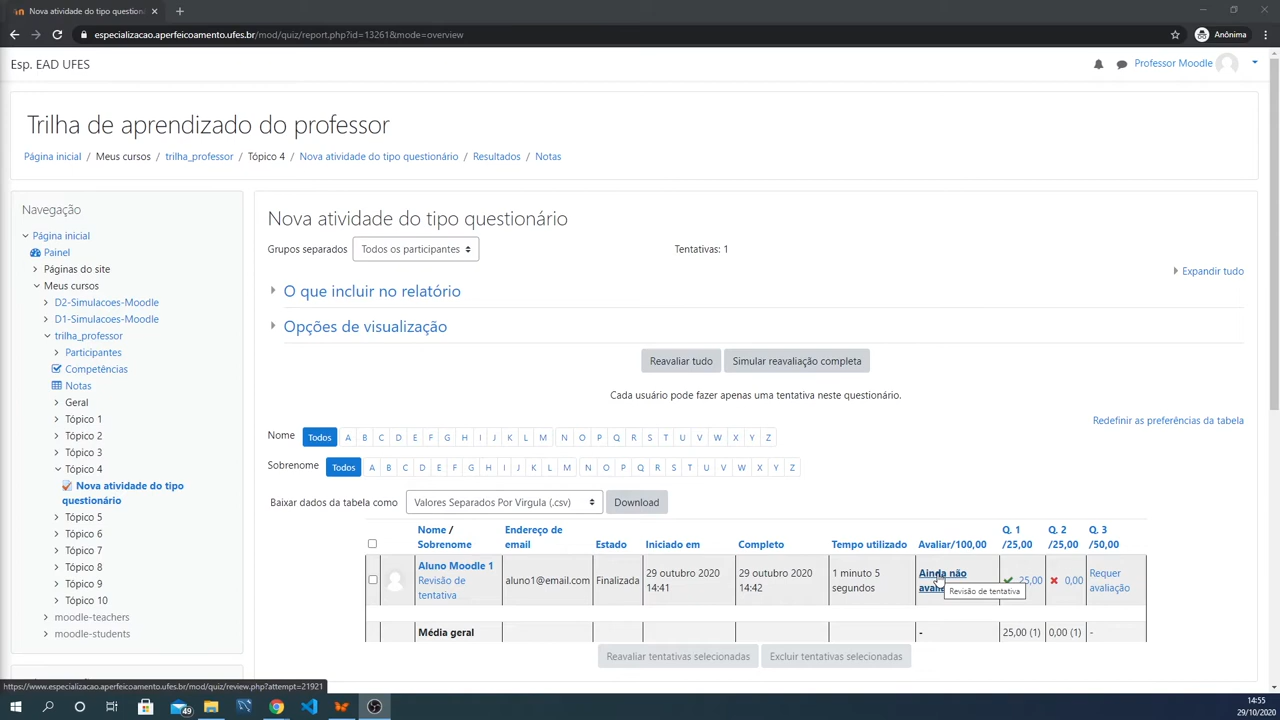 Nova atividade do tipo questionár
especializacao.aperfeicoamento.ufes.br/mod/quiz/report.php?id=13261&mode=overview
Anônima
Esp. EAD UFES
Professor Moodle
Trilha de aprendizado do professor
Página inicial / Meus cursos / trilha_professor / Tópico 4 / Nova atividade do tipo questionário / Resultados / Notas
Navegação
Página inicial
Painel
Páginas do site
Meus cursos
D2-Simulacoes-Moodle
D1-Simulacoes-Moodle
trilha_professor
Participantes
Competências
Notas
Geral
Tópico 1
Tópico 2
Tópico 3
Tópico 4
Nova atividade do tipo
questionário
Tópico 5
Tópico 6
Tópico 7
Tópico 8
Tópico 9
Tópico 10
moodle-teachers
moodle-students
Nova atividade do tipo questionário
Grupos separados Todos os participantes Tentativas: 1
Expandir tudo
O que incluir no relatório
Opções de visualização
Reavaliar tudo Simular reavaliação completa
Cada usuário pode fazer apenas uma tentativa neste questionário.
Redefinir as preferências da tabela
Nome Todos A B C D E F G H I J K L M N O P Q R S T U V W X Y Z
Sobrenome Todos A B C D E F G H I J K L M N O P Q R S T U V W X Y Z
Baixar dados da tabela como Valores Separados Por Virgula (.csv) Download
Nome / Endereço de Q. 1 Q. 2 Q. 3
Sobrenome email Estado Iniciado em Completo Tempo utilizado Avaliar/100,00 /25,00 /25,00 /50,00
Aluno Moodle 1 29 outubro 2020 29 outubro 2020 1 minuto 5 Ainda não Requer
Revisão de aluno1@email.com Finalizada 14:41 14:42 segundos 25,00 0,00 avaliação
tentativa
Revisão de tentativa
Média geral - 25,00 (1) 0,00 (1) -
Reavaliar tentativas selecionadas Excluir tentativas selecionadas
https://www.especializacao.aperfeicoamento.ufes.br/mod/quiz/review.php?attempt=21921
49
14:55
29/10/2020